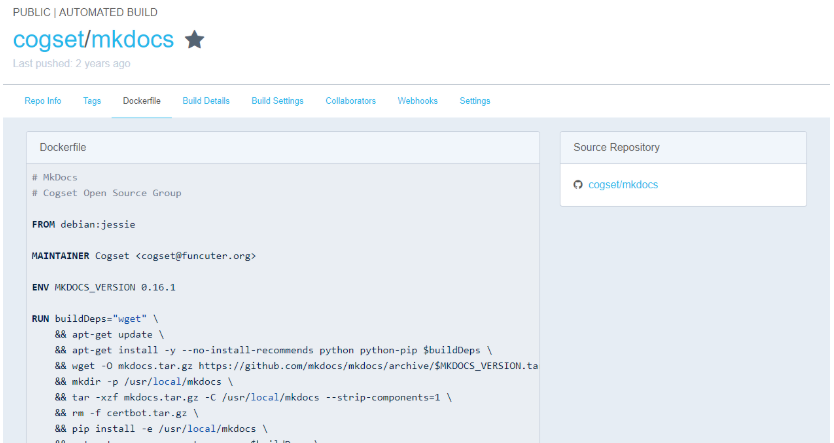 PUBLIC | AUTOMATED BUILD
cogset/mkdocs
Last pushed: 2 years ago
Repo Info Tags Dockerfile Build Details Build Settings Collaborators Webhooks Settings
Dockerfile
# MkDocs
# Cogset Open Source Group
FROM debian:jessie
MAINTAINER Cogset <cogset@funcuter.org>
ENV MKDOCS_VERSION 0.16.1
RUN buildDeps="wget" \
&& apt-get update \
&& apt-get install -y --no-install-recommends python python-pip $buildDeps \
&& wget -O mkdocs.tar.gz https://github.com/mkdocs/mkdocs/archive/$MKDOCS_VERSION.ta
&& mkdir -p /usr/local/mkdocs \
&& tar -xzf mkdocs.tar.gz -C /usr/local/mkdocs --strip-components=1 \
&& rm -f certbot.tar.gz \
&& pip install -e /usr/local/mkdocs \
Source Repository
cogset/mkdocs